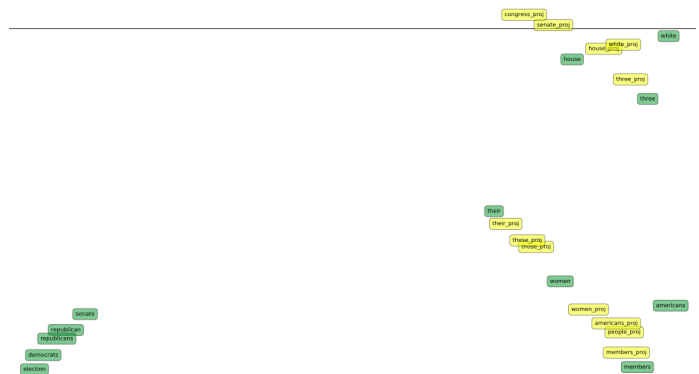 congress_proj
senate_proj
white
white_proj
house_proj
house
three_proj
three
their
their_proj
these_proj
those_proj
women
americans
women_proj
senate
americans_proj
republican
people_proj
republicans
members_proj
democrats
members
election